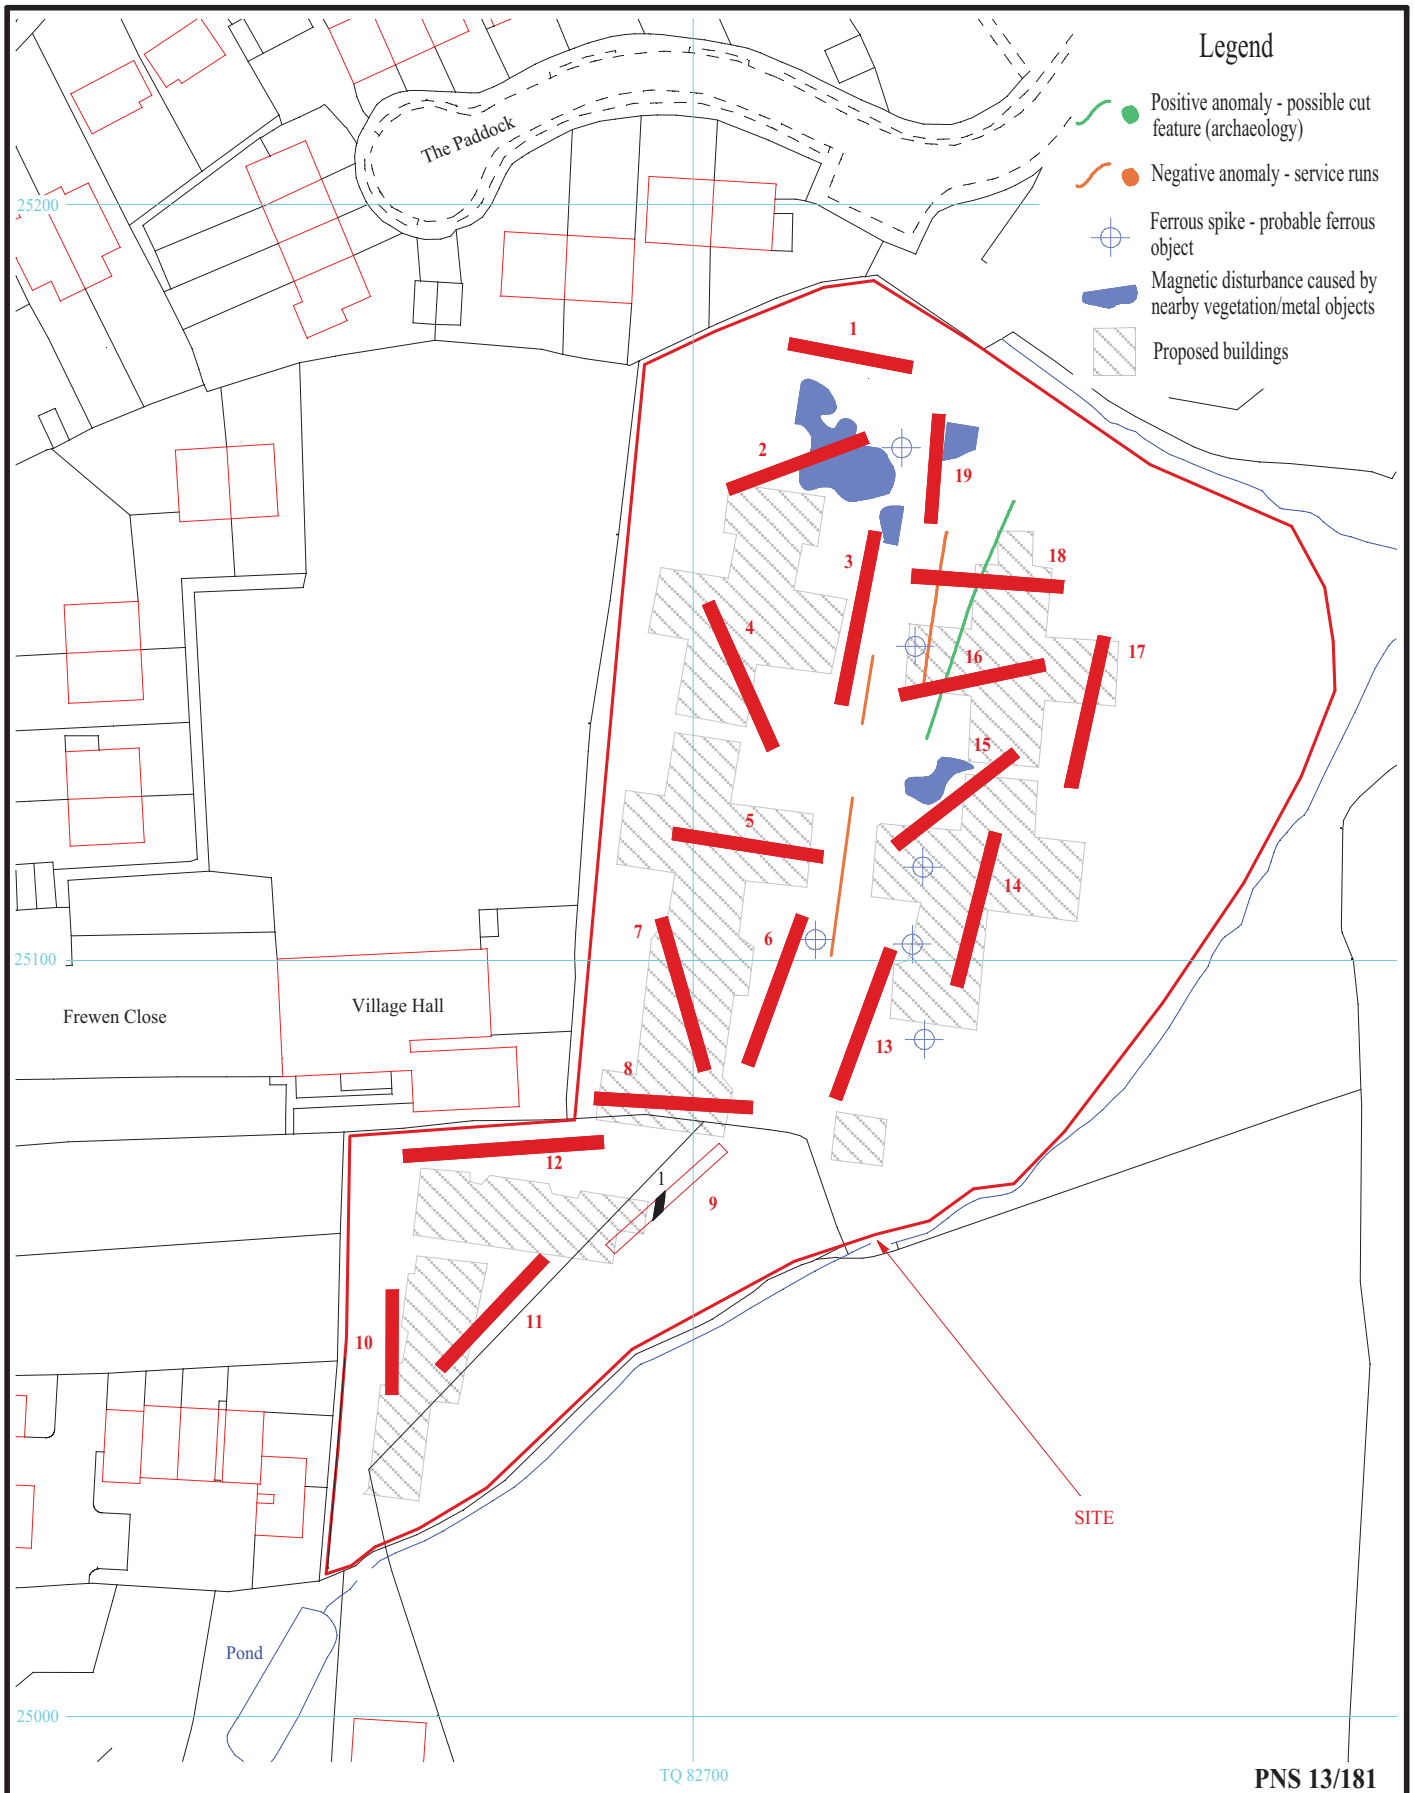 Legend
Positive anomaly - possible cut
feature (archaeology)
Negative anomaly - service runs
Ferrous spike - probable ferrous
object
Magnetic disturbance caused by
nearby vegetation/metal objects
Proposed buildings
The Paddock
25200
1
2
19
3
18
4
17
16
15
5
14
7
6
25100
Frewen Close
Village Hall
13
8
12
1
9
11
10
SITE
Pond
25000
TQ 82700
PNS 13/181